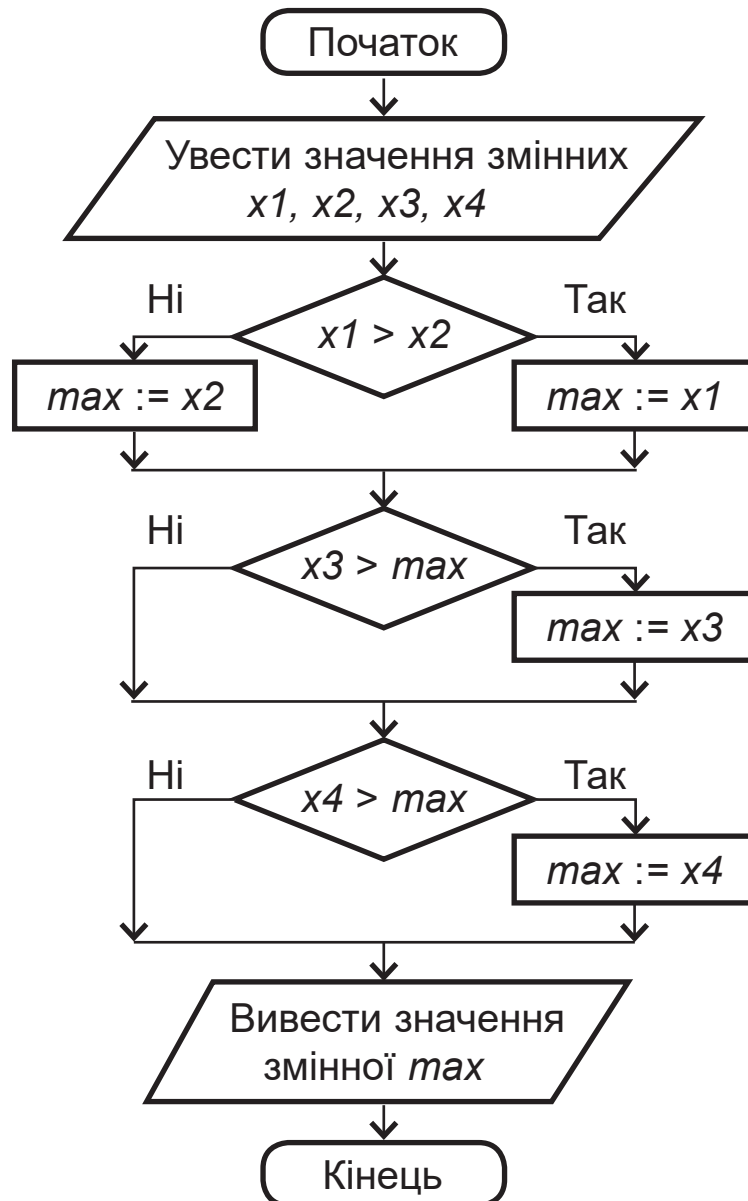 Початок
Увести значення змінних
x1, x2, x3, x4
Ні
Так
x1 > x2
max := x2
max := x1
Ні
Так
x3 > max
max := x3
Ні
Так
x4 > max
max := x4
Вивести значення
змінної max
Кінець